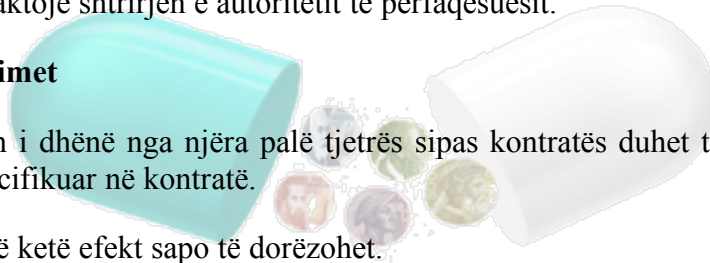 aktojë shtrirjen e autoritetit të përfaqësuesit.
imet
i dhënë nga njëra palë tjetrës sipas kontratës duhet t
cifikuar në kontratë.
ë ketë efekt sapo të dorëzohet.